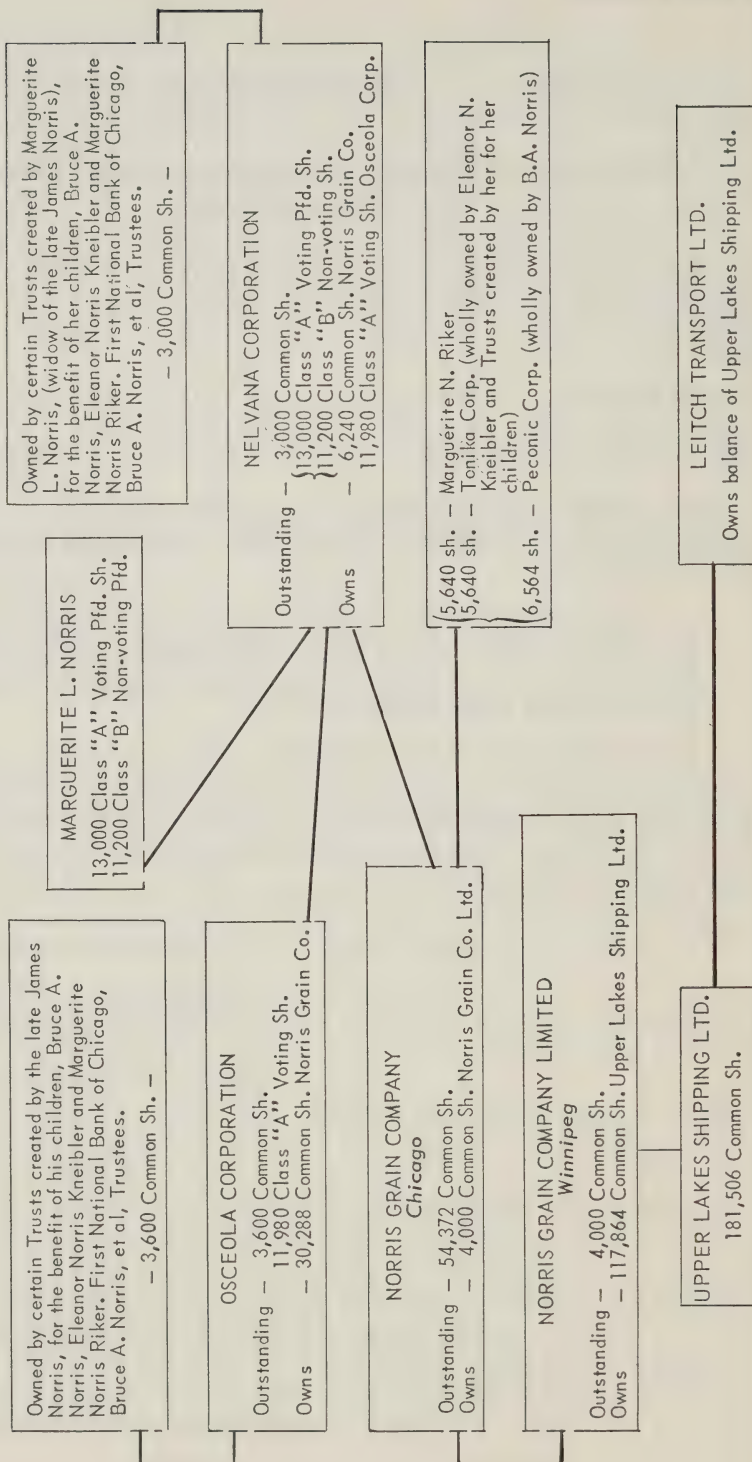 Owned by certain Trusts created by the late James
Norris, for the benefit of his children, Bruce A.
Norris, Eleanor Norris Kneibler and Marguerite
Norris Riker. First National Bank of Chicago,
Bruce A. Norris, et al, Trustees.
– 3,600 Common Sh. –
MARGUERITE L. NORRIS
13,000 Class "A" Voting Pfd. Sh.
11,200 Class "B" Non-voting Pfd.
Owned by certain Trusts created by Marguerite
L. Norris, (widow of the late James Norris),
for the benefit of her children, Bruce A.
Norris, Eleanor Norris Kneibler and Marguerite
Norris Riker. First National Bank of Chicago,
Bruce A. Norris, et al, Trustees.
– 3,000 Common Sh. –
OSCEOLA CORPORATION
Outstanding – 3,600 Common Sh.
11,980 Class "A" Voting Sh.
Owns – 30,288 Common Sh. Norris Grain Co.
NELVANA CORPORATION
Outstanding – 3,000 Common Sh.
{13,000 Class "A" Voting Pfd. Sh.
{11,200 Class "B" Non-voting Sh.
Owns – 6,240 Common Sh. Norris Grain Co.
11,980 Class "A" Voting Sh. Osceola Corp.
NORRIS GRAIN COMPANY
Chicago
Outstanding – 54,372 Common Sh.
Owns – 4,000 Common Sh. Norris Grain Co. Ltd.
{5,640 sh. – Marguérite N. Riker
5,640 sh. – Tonika Corp. (wholly owned by Eleanor N.
Kneibler and Trusts created by her for her
children)
6,564 sh. – Peconic Corp. (wholly owned by B.A. Norris)
NORRIS GRAIN COMPANY LIMITED
Winnipeg
Outstanding – 4,000 Common Sh.
Owns – 117,864 Common Sh. Upper Lakes Shipping Ltd.
UPPER LAKES SHIPPING LTD.
181,506 Common Sh.
LEITCH TRANSPORT LTD.
Owns balance of Upper Lakes Shipping Ltd.